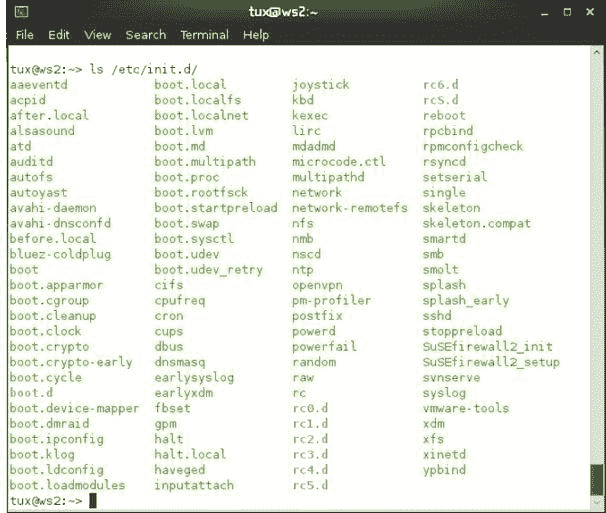 tux@ws2:~
File Edit View Search Terminal Help
tux@ws2:~> ls /etc/init.d/
aaeventd boot.local joystick rc6.d
acpid boot.localfs kbd rcS.d
after.local boot.localnet kexec reboot
alsasound boot.lvm lirc rpcbind
atd boot.md mdadmd rpmconfigcheck
auditd boot.multipath microcode.ctl rsyncd
autofs boot.proc multipathd setserial
autoyast boot.rootfsck network single
avahi-daemon boot.startpreload network-remotefs skeleton
avahi-dnsconfd boot.swap nfs skeleton.compat
before.local boot.sysctl nmb smartd
bluez-coldplug boot.udev nscd smb
boot boot.udev_retry ntp smolt
boot.apparmor cifs openvpn splash
boot.cgroup cpufreq pm-profiler splash_early
boot.cleanup cron postfix sshd
boot.clock cups powerd stoppreload
boot.crypto dbus powerfail SuSEfirewall2_init
boot.crypto-early dnsmasq random SuSEfirewall2_setup
boot.cycle earlysyslog raw svnserve
boot.d earlyxdm rc syslog
boot.device-mapper fbset rc0.d vmware-tools
boot.dmraid gpm rc1.d xdm
boot.ipconfig halt rc2.d xfs
boot.klog halt.local rc3.d xinetd
boot.ldconfig haveged rc4.d ypbind
boot.loadmodules inputattach rc5.d
tux@ws2:~>